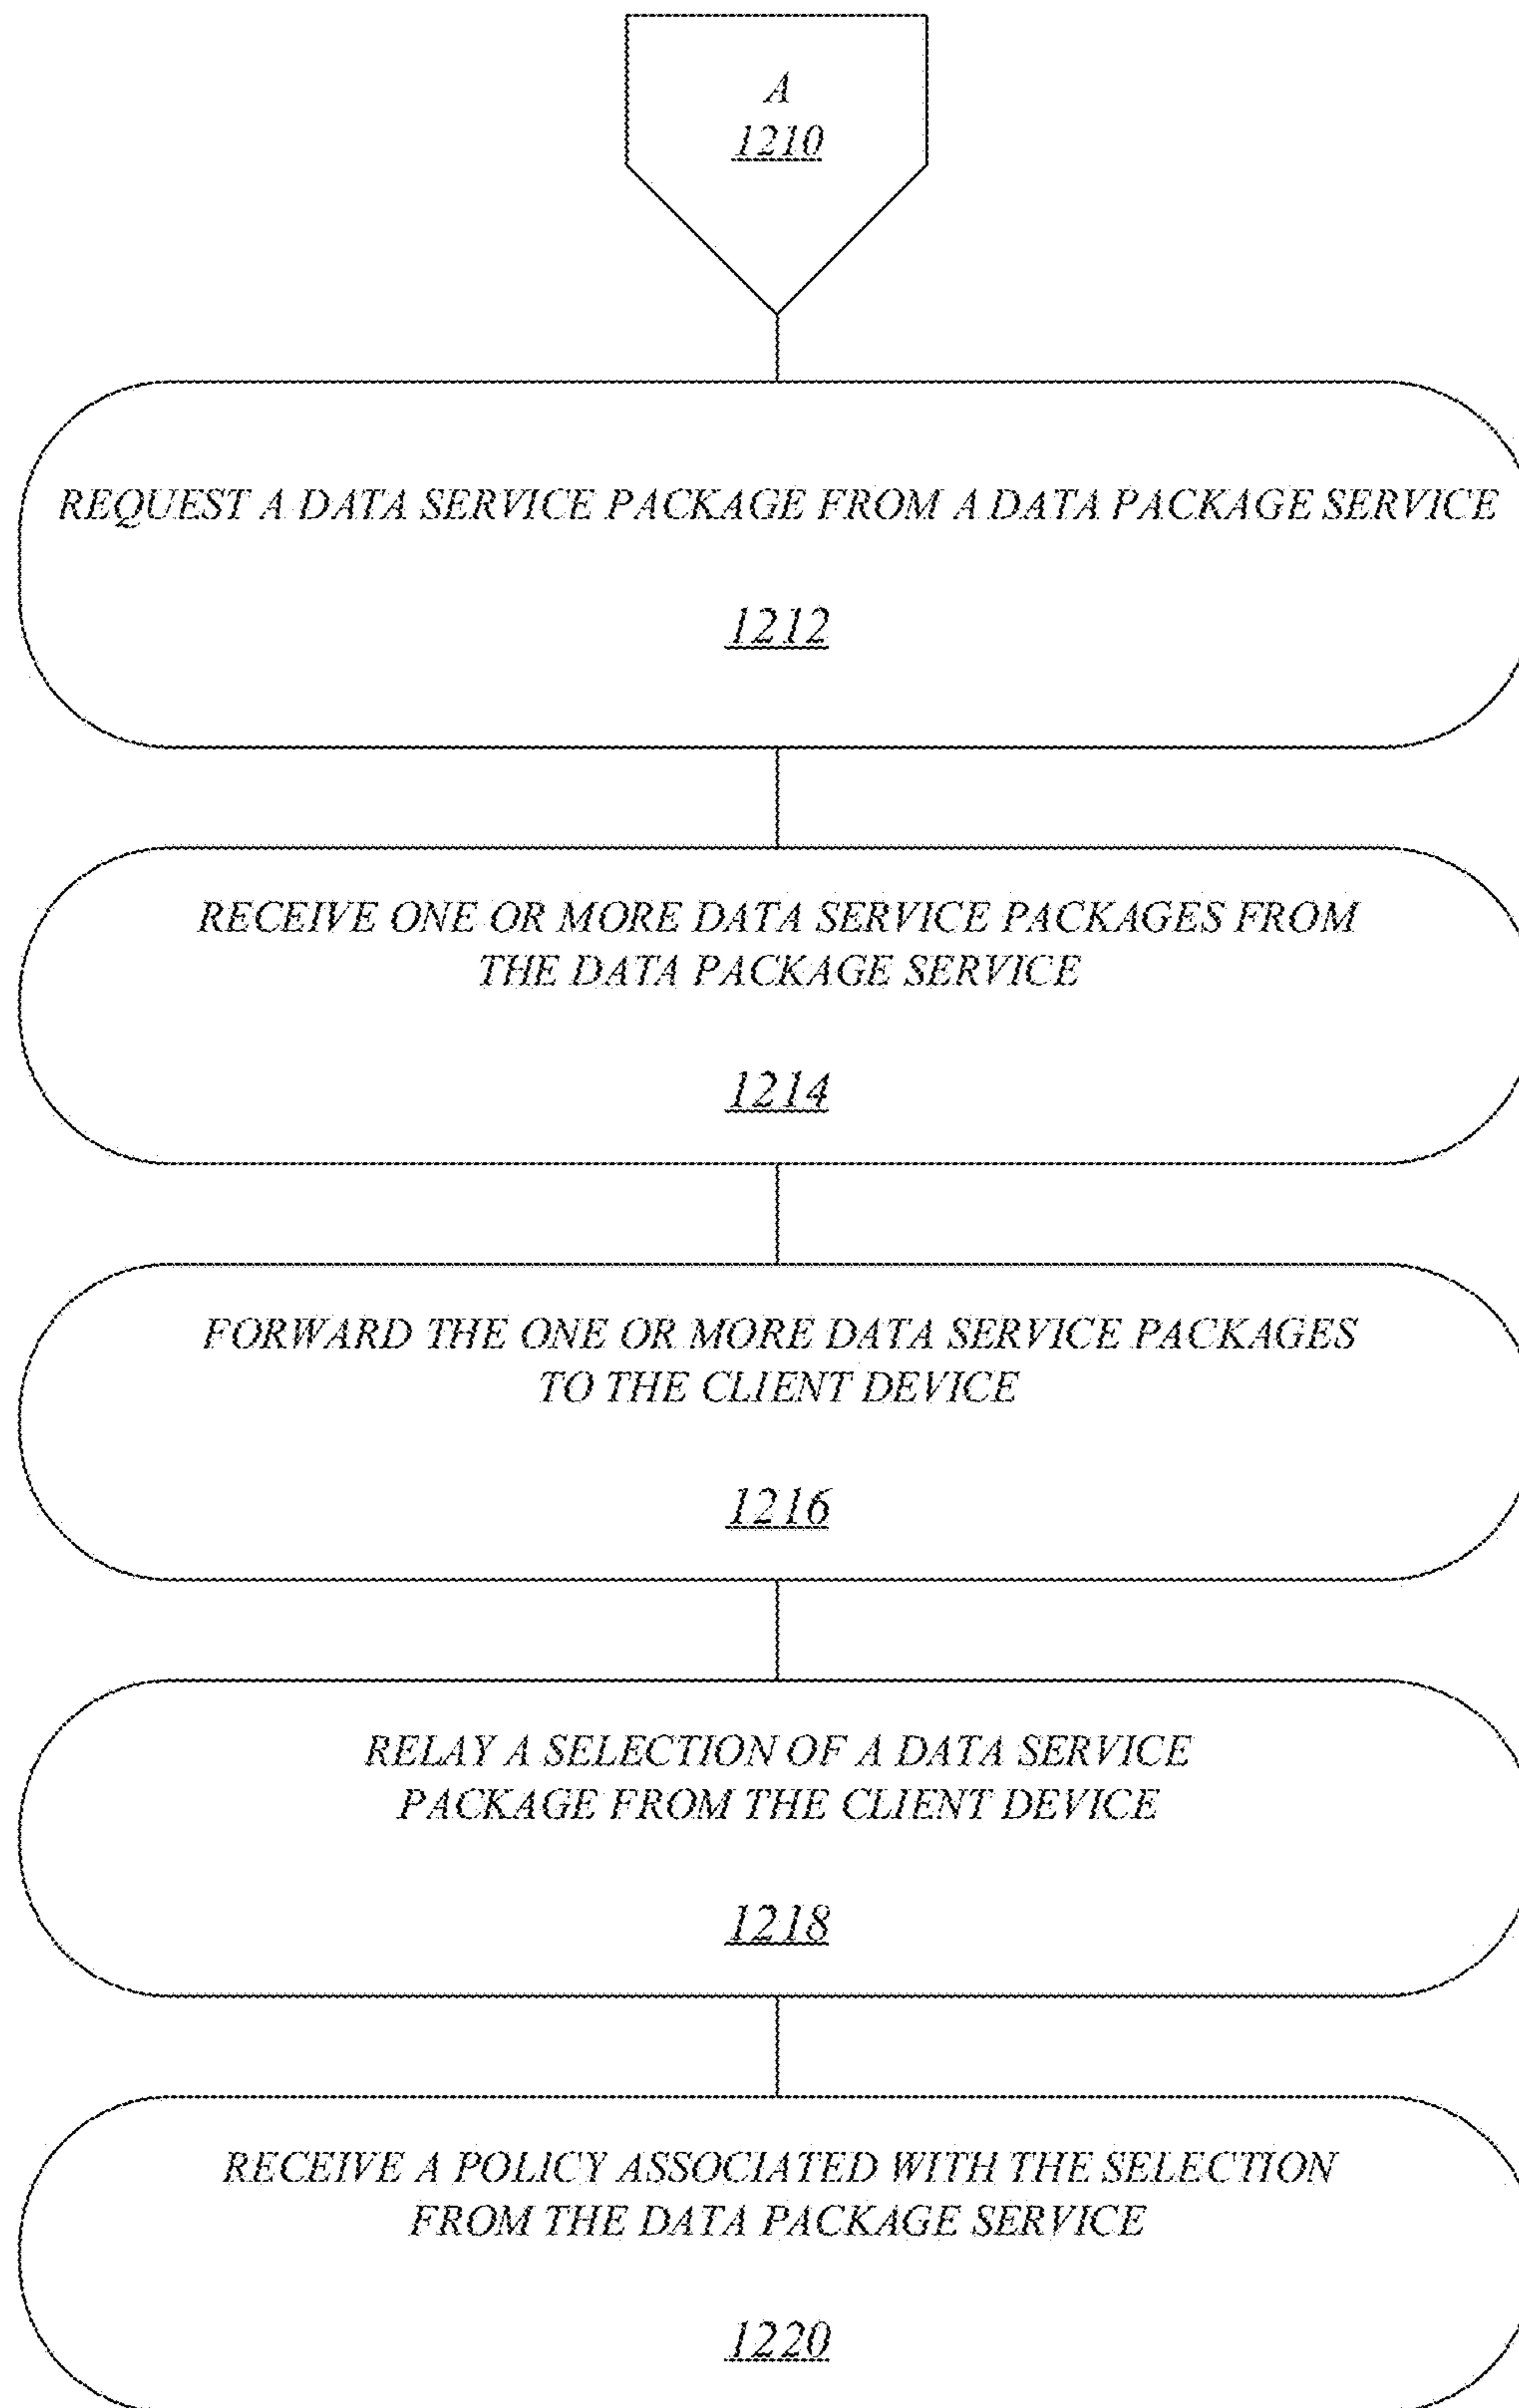 A
1210
REQUEST A DATA SERVICE PACKAGE FROM A DATA PACKAGE SERVICE
1212
RECEIVE ONE OR MORE DATA SERVICE PACKAGES FROM
THE DATA PACKAGE SERVICE
1214
FORWARD THE ONE OR MORE DATA SERVICE PACKAGES
TO THE CLIENT DEVICE
1216
RELAY A SELECTION OF A DATA SERVICE
PACKAGE FROM THE CLIENT DEVICE
1218
RECEIVE A POLICY ASSOCIATED WITH THE SELECTION
FROM THE DATA PACKAGE SERVICE
1220